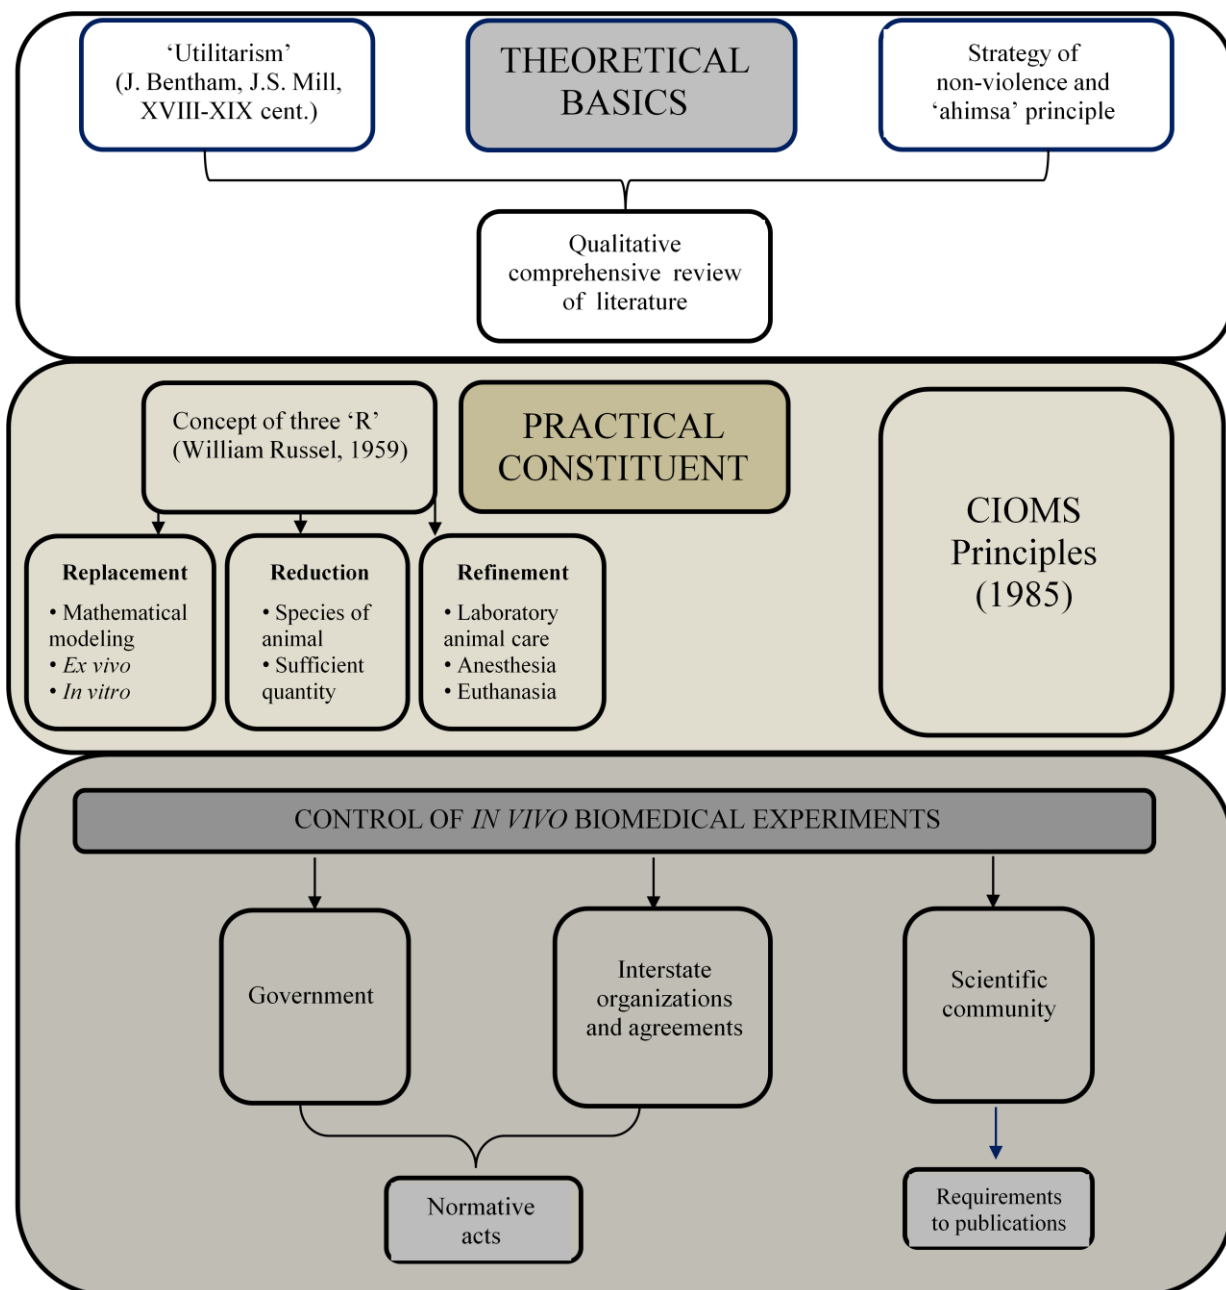 ‘Utilitarism’
(J. Bentham, J.S. Mill,
XVIII-XIX cent.)
THEORETICAL
BASICS
Strategy of
non-violence and
‘ahimsa’ principle
Qualitative
comprehensive review
of literature
Concept of three ‘R’
(William Russel, 1959)
PRACTICAL
CONSTITUENT
CIOMS
Principles
(1985)
Replacement
• Mathematical
modeling
• Ex vivo
• In vitro
Reduction
• Species of
animal
• Sufficient
quantity
Refinement
• Laboratory
animal care
• Anesthesia
• Euthanasia
CONTROL OF IN VIVO BIOMEDICAL EXPERIMENTS
Government
Interstate
organizations
and agreements
Scientific
community
Normative
acts
Requirements
to publications